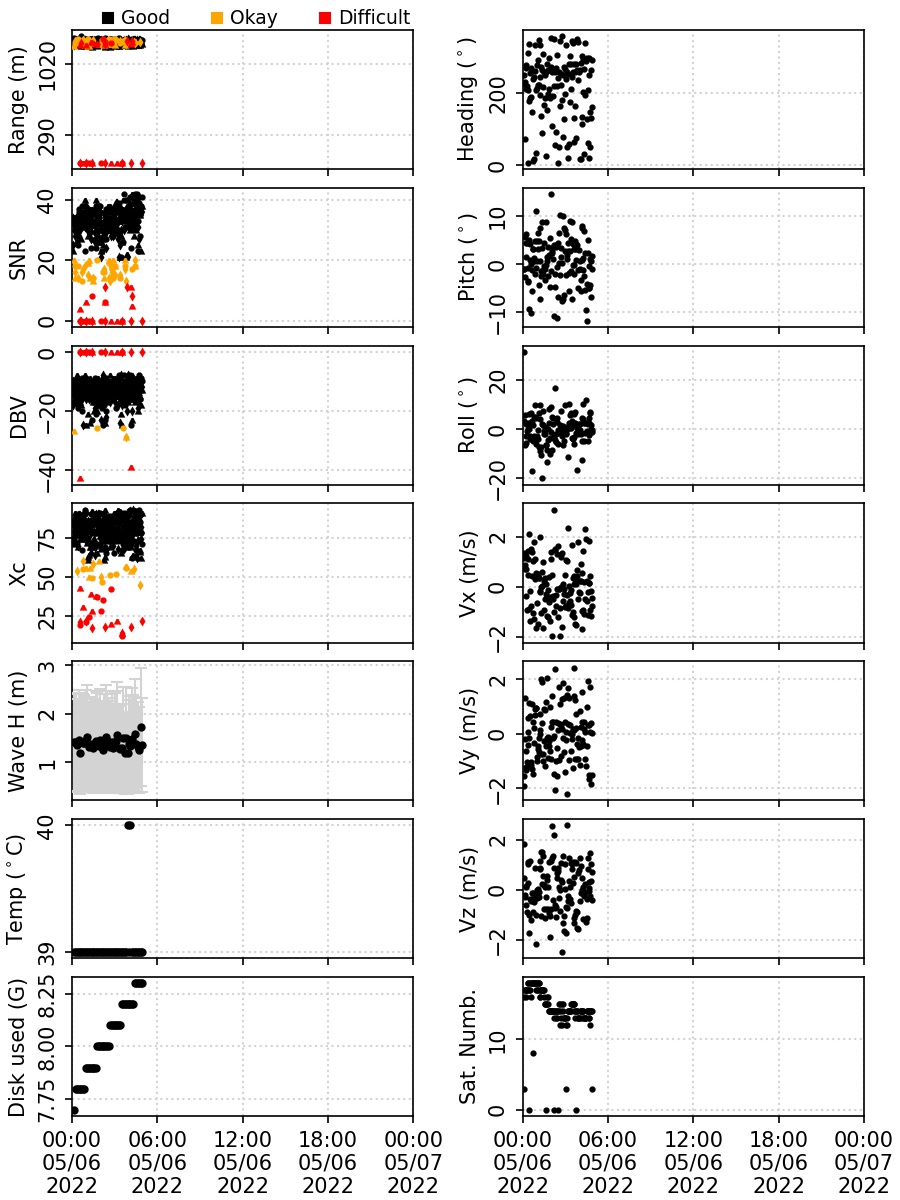 Good Okay Difficult
Range (m)
1020
290
Heading (°)
200
0
SNR
40
20
0
Pitch (°)
10
0
−10
DBV
0
−20
−40
Roll (°)
20
0
−20
Xc
75
50
25
Vx (m/s)
2
0
−2
Wave H (m)
3
2
1
Vy (m/s)
2
0
−2
Temp (°C)
40
39
Vz (m/s)
2
0
−2
Disk used (G)
8.25
8.00
7.75
Sat. Numb.
10
0
00:00 06:00 12:00 18:00 00:00
05/06 05/06 05/06 05/06 05/07
2022 2022 2022 2022 2022
00:00 06:00 12:00 18:00 00:00
05/06 05/06 05/06 05/06 05/07
2022 2022 2022 2022 2022